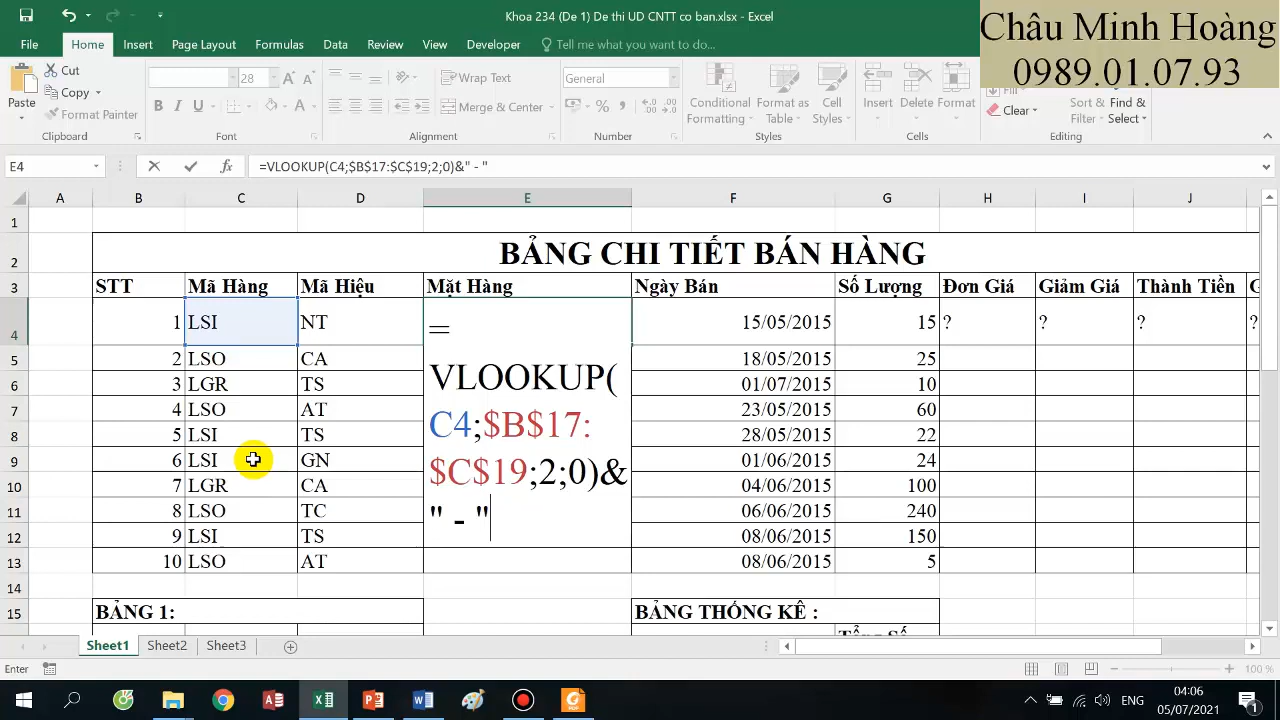 Khoa 234 (De 1) De thi UD CNTT co ban.xlsx - Excel
Châu Minh Hoàng
0989.01.07.93
File Home Insert Page Layout Formulas Data Review View Developer Tell me what you want to do...
Paste
Cut
Copy
Format Painter
Clipboard
28
B I U
Font
Wrap Text
Merge & Center
Alignment
General
Number
Conditional Formatting
Format as Table
Cell Styles
Styles
Insert Delete Format
Cells
Fill
Clear
Sort & Filter
Find & Select
Editing
E4 =VLOOKUP(C4;$B$17:$C$19;2;0)&" - "
A B C D E F G H I J
1
2 BẢNG CHI TIẾT BÁN HÀNG
3 STT Mã Hàng Mã Hiệu Mặt Hàng Ngày Bán Số Lượng Đơn Giá Giảm Giá Thành Tiền G
4 1 LSI NT 15/05/2015 15 ? ? ? ?
=
VLOOKUP(
C4;$B$17:
$C$19;2;0)&
" - "
5 2 LSO CA 18/05/2015 25
6 3 LGR TS 01/07/2015 10
7 4 LSO AT 23/05/2015 60
8 5 LSI TS 28/05/2015 22
9 6 LSI GN 01/06/2015 24
10 7 LGR CA 04/06/2015 100
11 8 LSO TC 06/06/2015 240
12 9 LSI TS 08/06/2015 150
13 10 LSO AT 08/06/2015 5
14
15 BẢNG 1: BẢNG THỐNG KÊ :
Tổng Số
Sheet1 Sheet2 Sheet3
Enter 100 %
ENG
04:06
05/07/2021